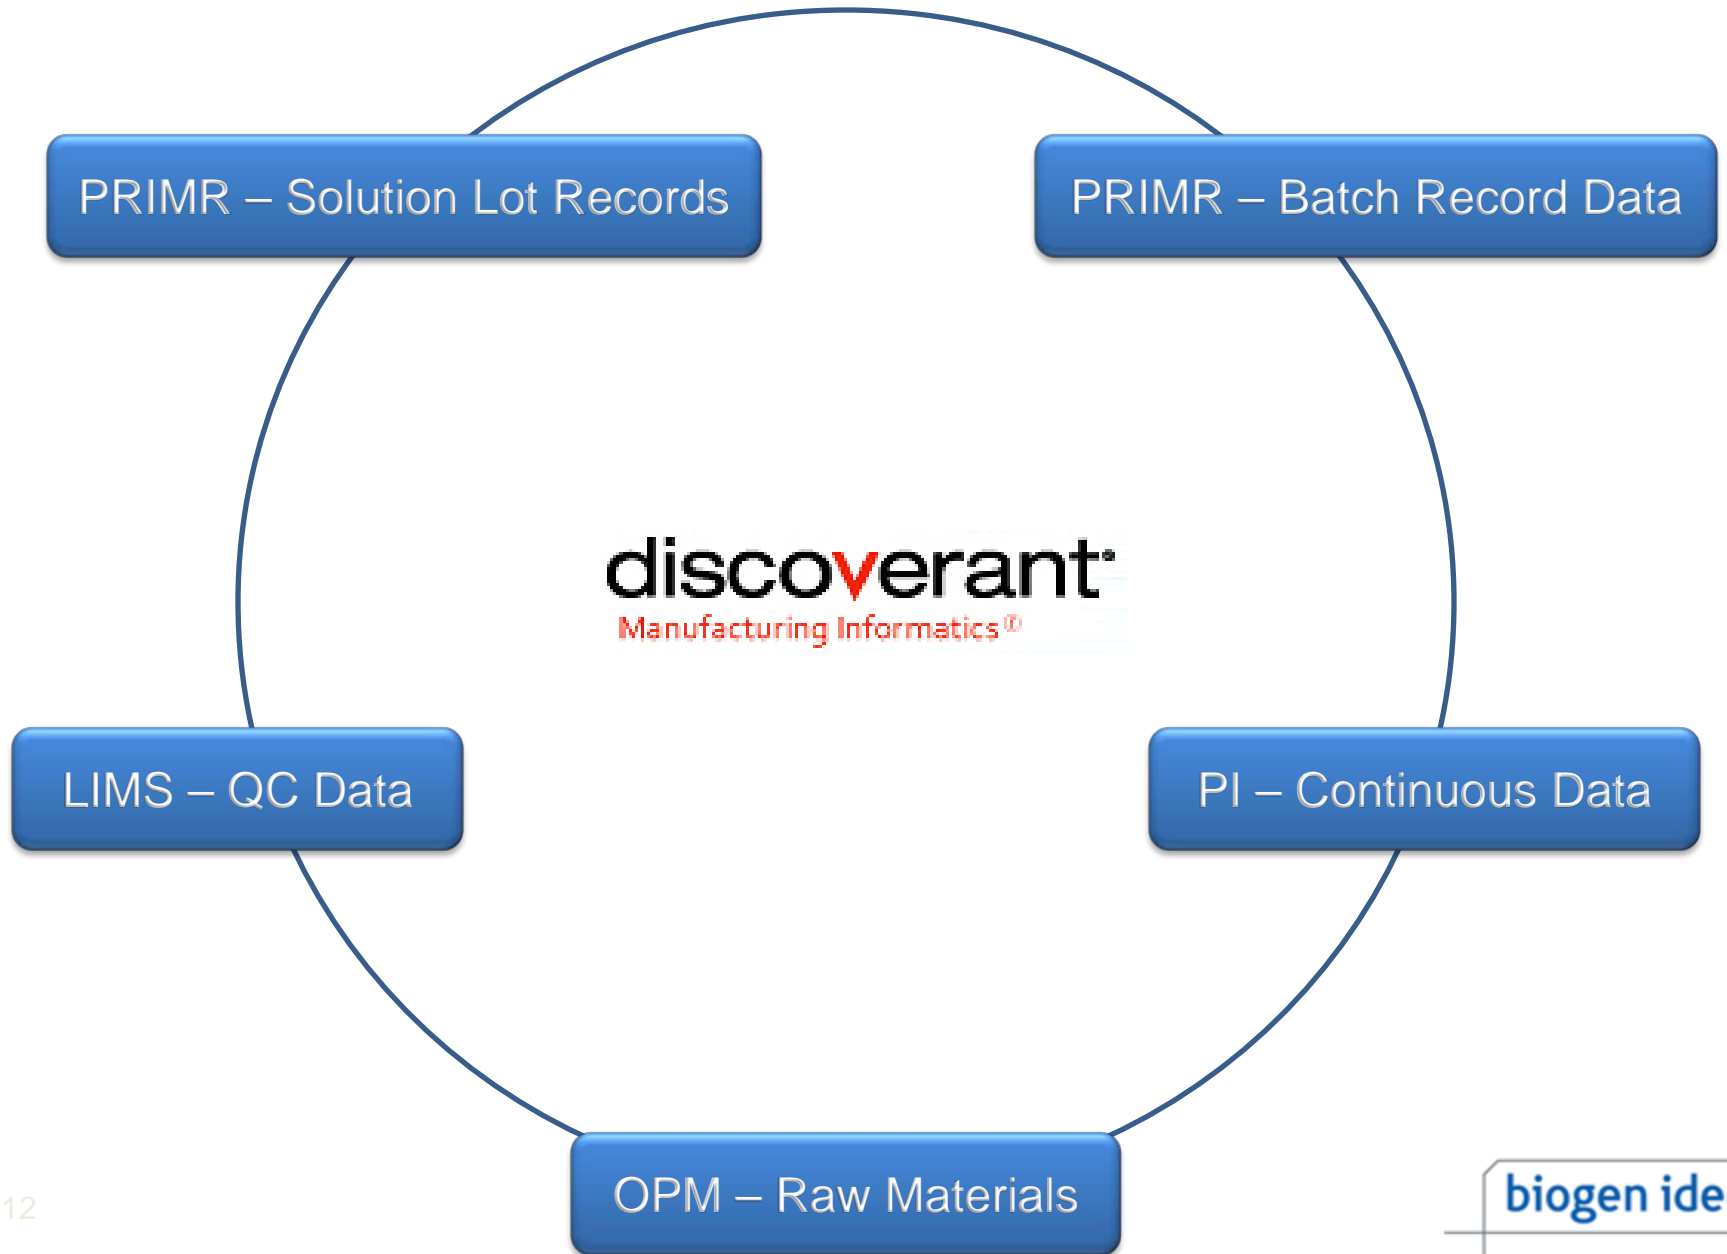 PRIMR – Solution Lot Records
PRIMR – Batch Record Data
discoverant®
Manufacturing Informatics®
LIMS – QC Data
PI – Continuous Data
OPM – Raw Materials
12
biogen ide